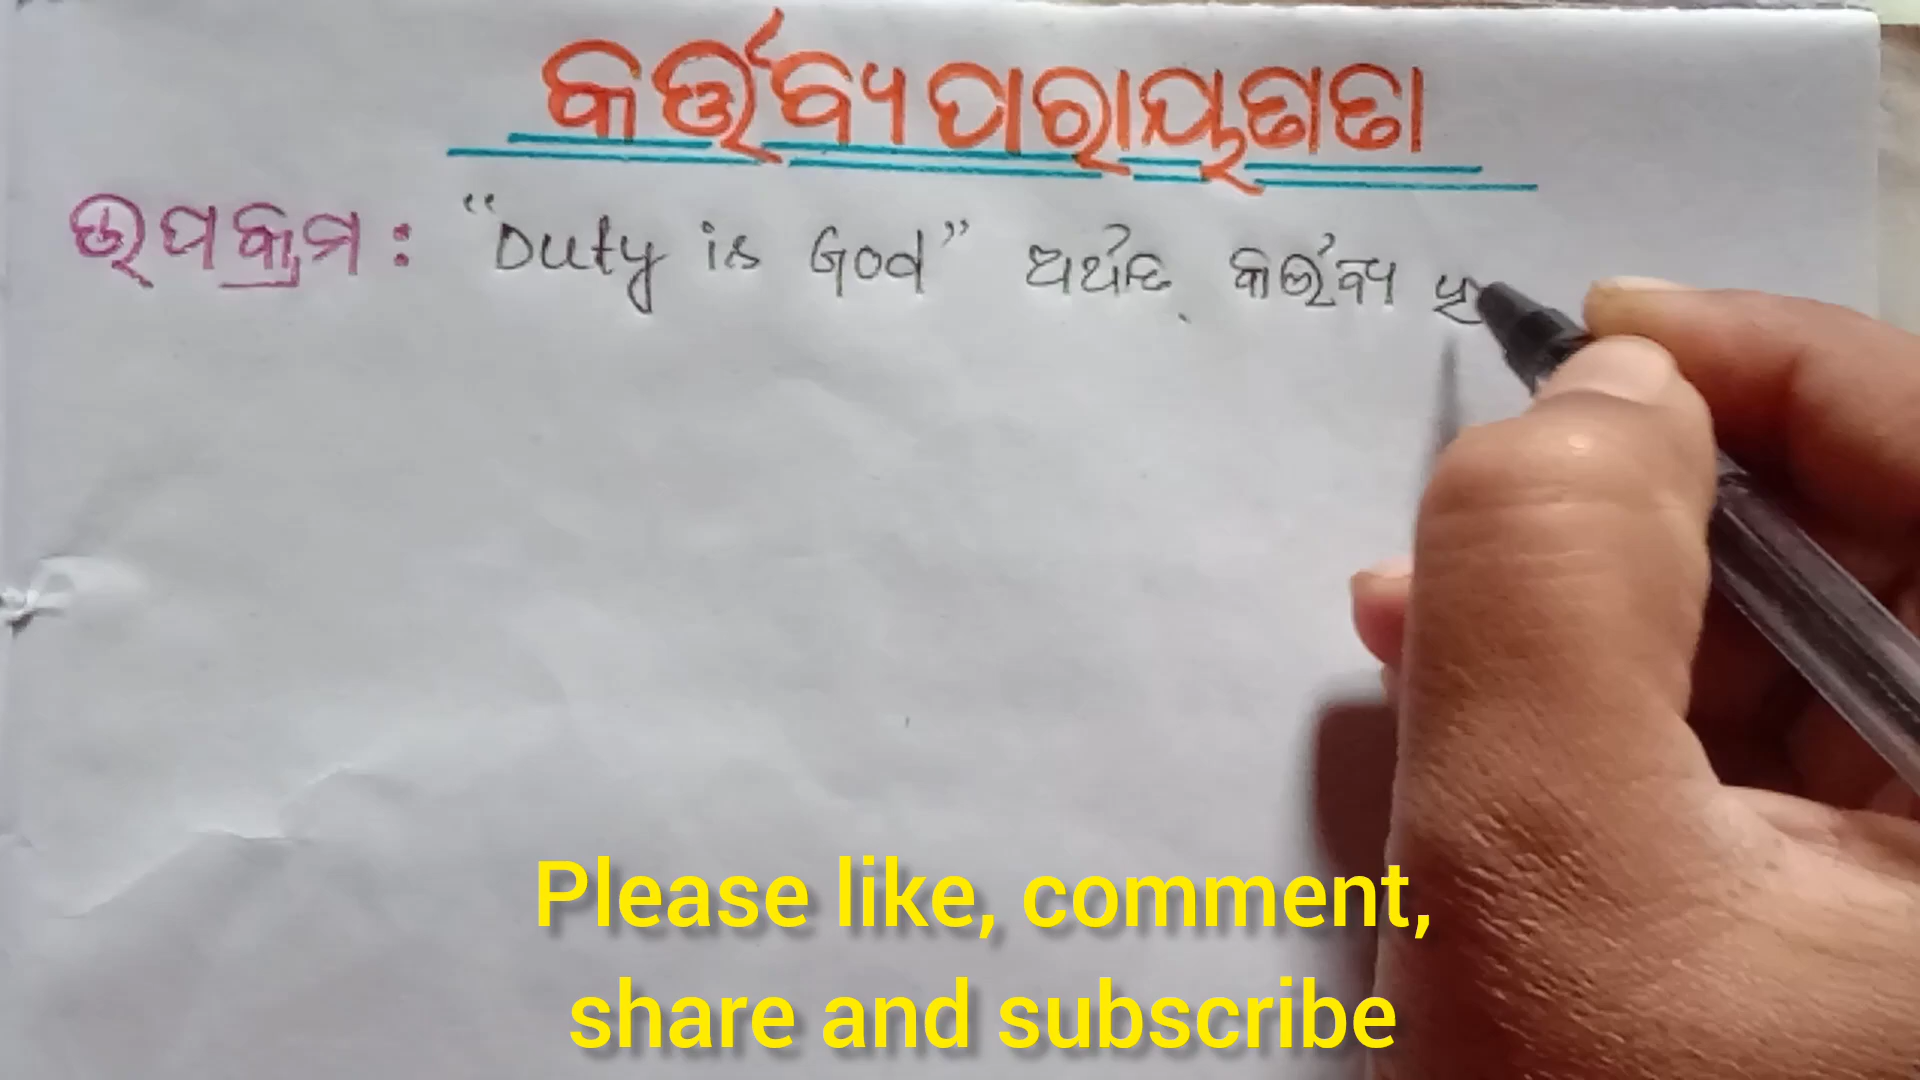 କର୍ତ୍ତବ୍ୟପାରାୟଣତା
ଉପକ୍ରମ : "Duty is God" ଅର୍ଥାତ୍ କର୍ତ୍ତବ୍ୟ
Please like, comment,
share and subscribe